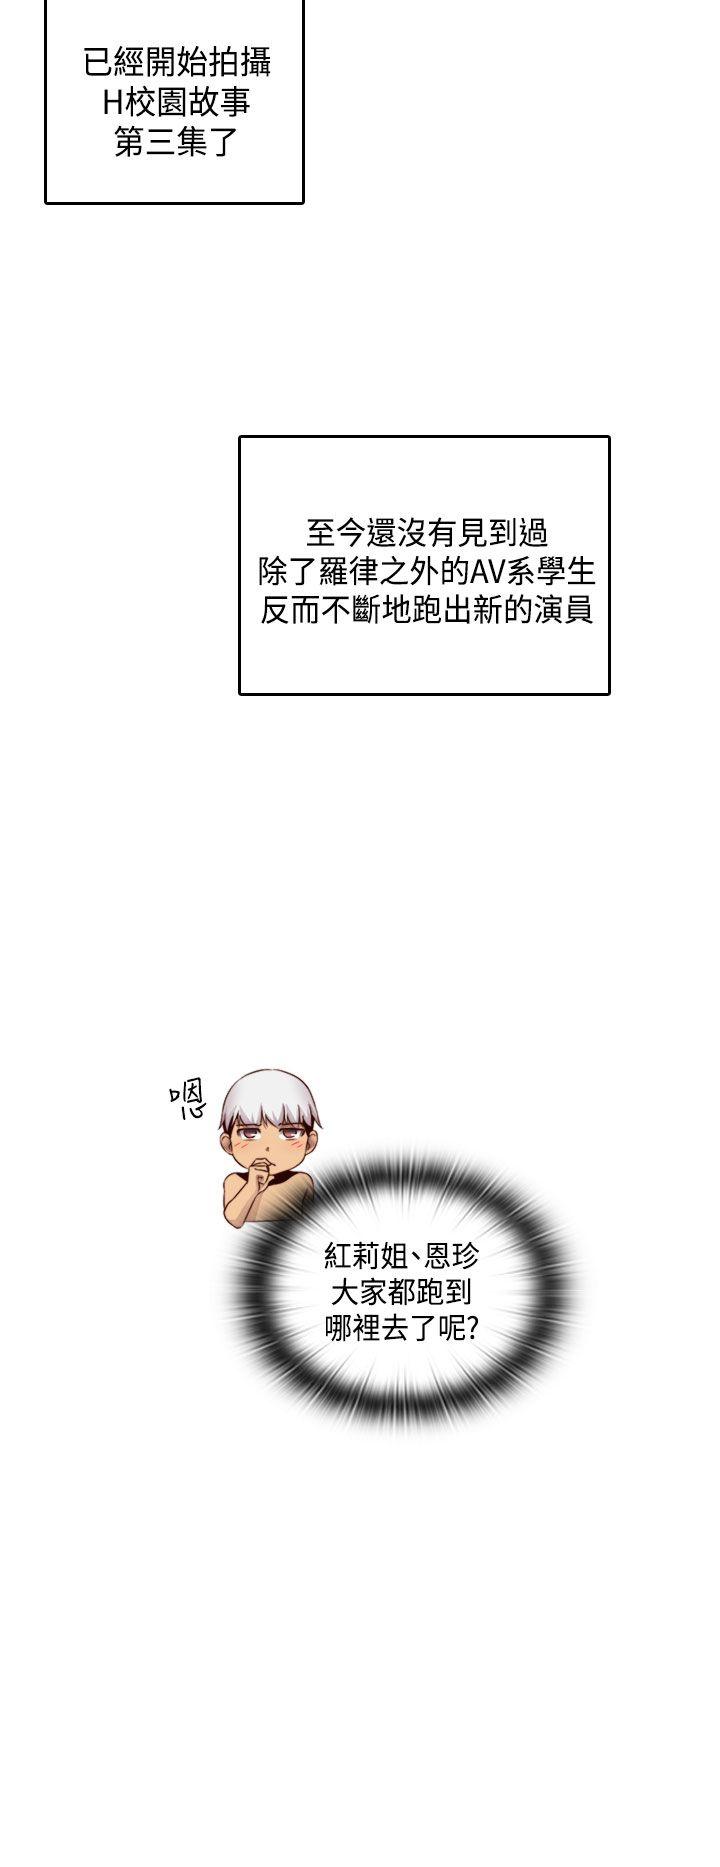 已經開始拍攝
H校園故事
第三集了
至今還沒有見到過
除了羅律之外的AV系學生
反而不斷地跑出新的演員
嗯
紅莉姐、恩珍
大家都跑到
哪裡去了呢?